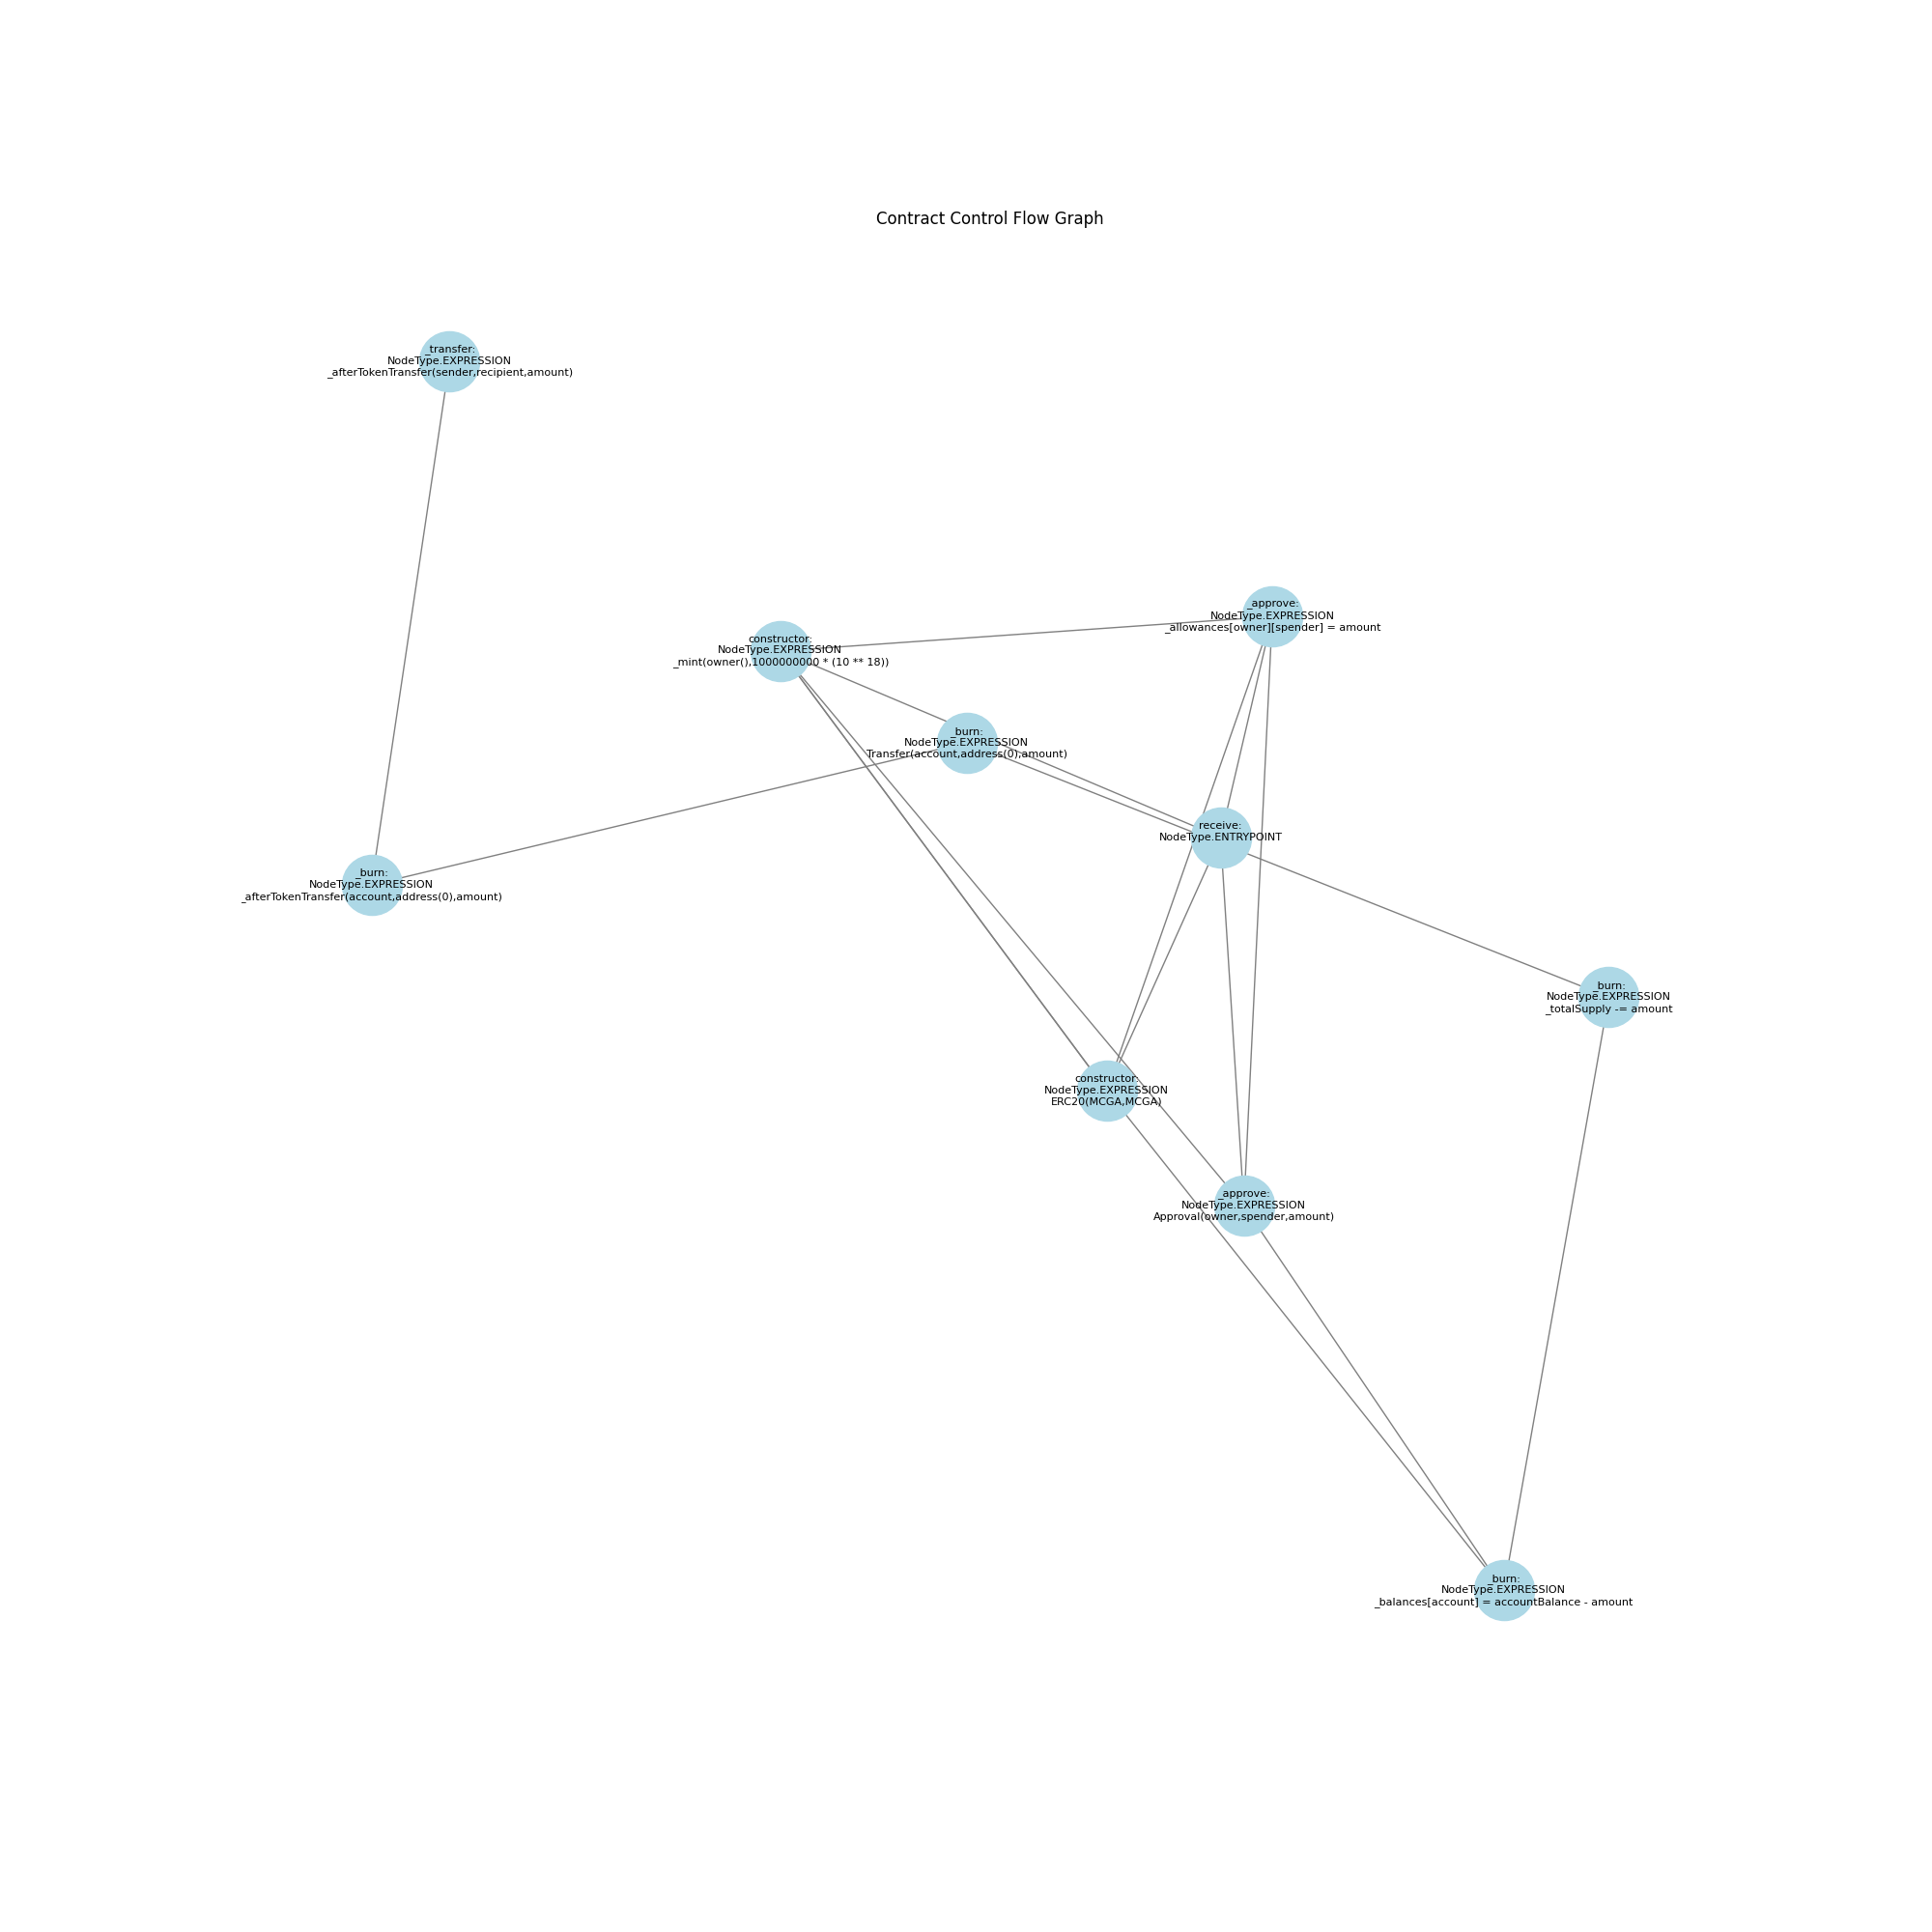 Contract Control Flow Graph
_transfer:
NodeType.EXPRESSION
_afterTokenTransfer(sender,recipient,amount)
_approve:
NodeType.EXPRESSION
_allowances[owner][spender] = amount
constructor:
NodeType.EXPRESSION
_mint(owner(),1000000000 * (10 ** 18))
_burn:
NodeType.EXPRESSION
Transfer(account,address(0),amount)
receive:
NodeType.ENTRYPOINT
_burn:
NodeType.EXPRESSION
_afterTokenTransfer(account,address(0),amount)
_burn:
NodeType.EXPRESSION
_totalSupply -= amount
constructor:
NodeType.EXPRESSION
ERC20(MCGA,MCGA)
_approve:
NodeType.EXPRESSION
Approval(owner,spender,amount)
_burn:
NodeType.EXPRESSION
_balances[account] = accountBalance - amount